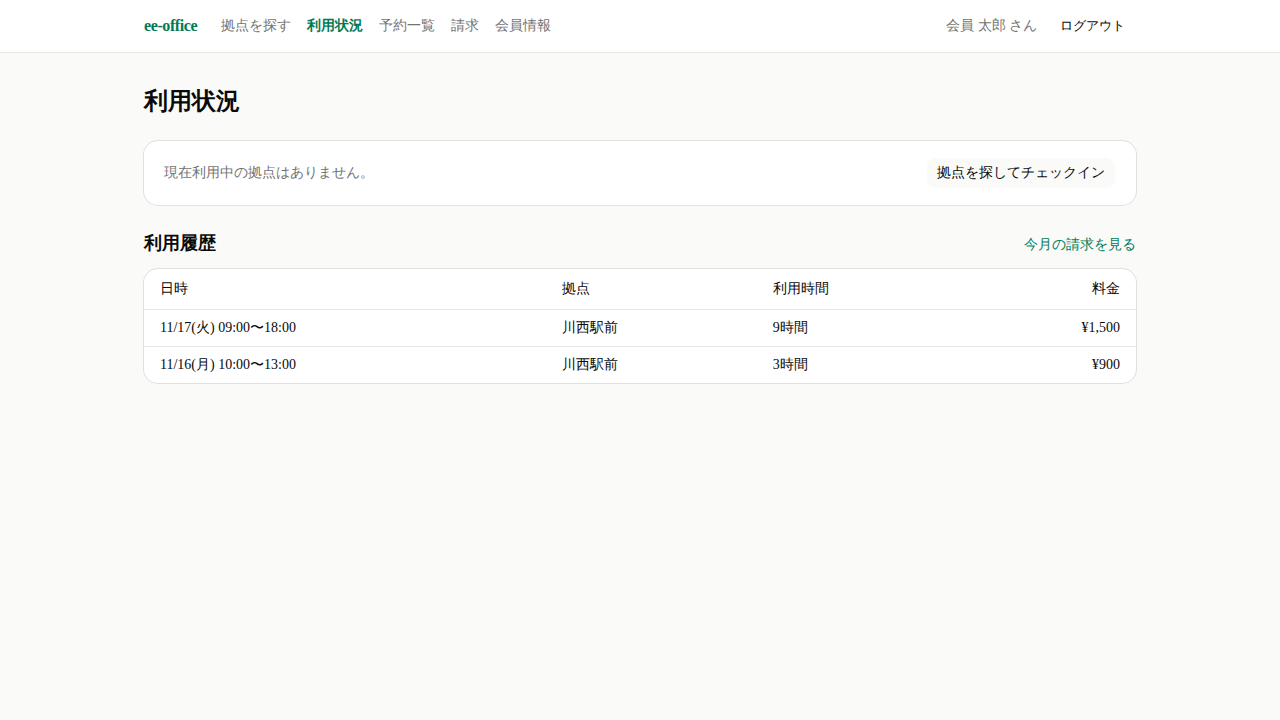 ee-office 拠点を探す 利用状況 予約一覧 請求 会員情報 会員 太郎 さん ログアウト
利用状況
現在利用中の拠点はありません。 拠点を探してチェックイン
利用履歴 今月の請求を見る
日時 拠点 利用時間 料金
11/17(火) 09:00〜18:00 川西駅前 9時間 ¥1,500
11/16(月) 10:00〜13:00 川西駅前 3時間 ¥900